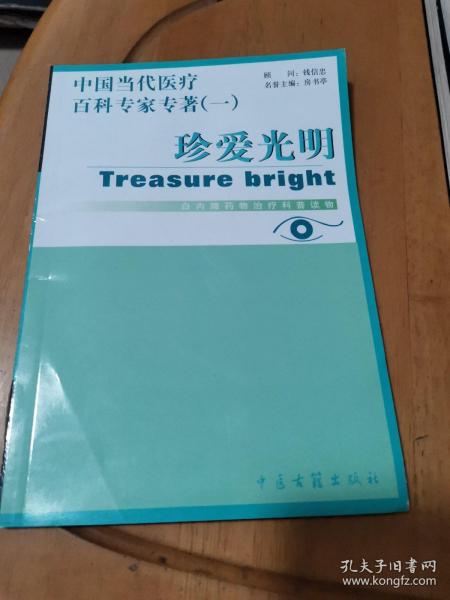 中国当代医疗
百科专家专著(一)
顾 问:钱信忠
名誉主编:房书亭
珍爱光明
Treasure bright
白内障药物治疗科普读物
中医古籍出版社
孔夫子旧书网
www.kongfz.com